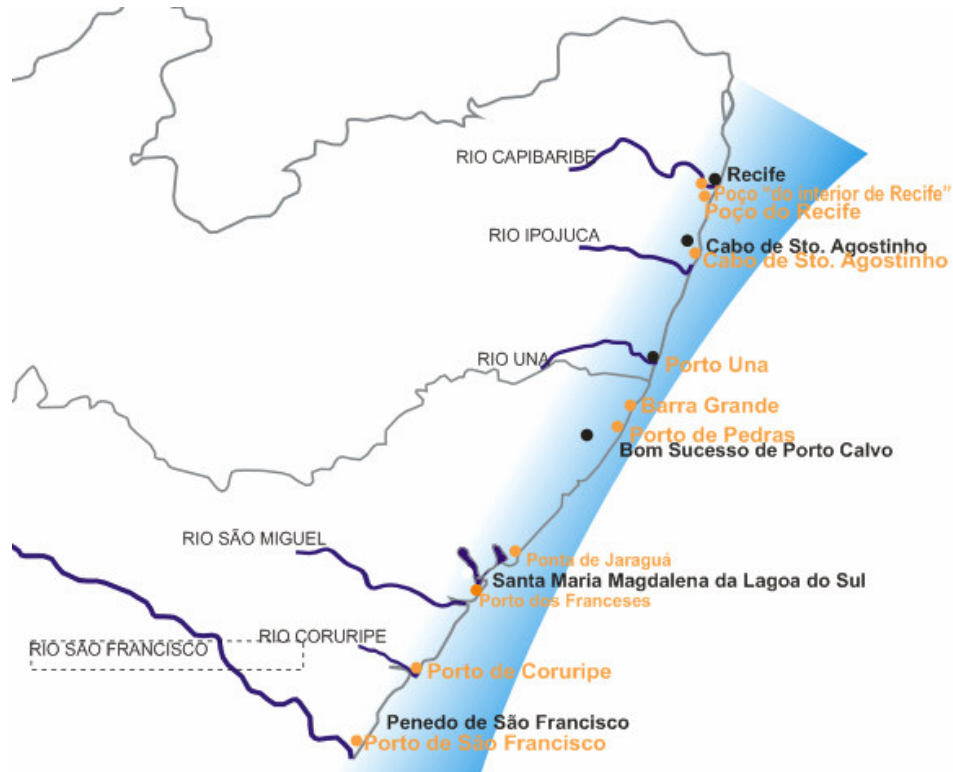 RIO CAPIBARIBE
Recife
Poço "do interior de Recife"
Poço do Recife
RIO IPOJUCA
Cabo de Sto. Agostinho
Cabo de Sto. Agostinho
RIO UNA
Porto Una
Barra Grande
Porto de Pedras
Bom Sucesso de Porto Calvo
RIO SÃO MIGUEL
Ponta de Jaraguá
Santa Maria Magdalena da Lagoa do Sul
Porto dos Franceses
RIO CORURIPE
RIO SÃO FRANCISCO
Porto de Coruripe
Penedo de São Francisco
Porto de São Francisco